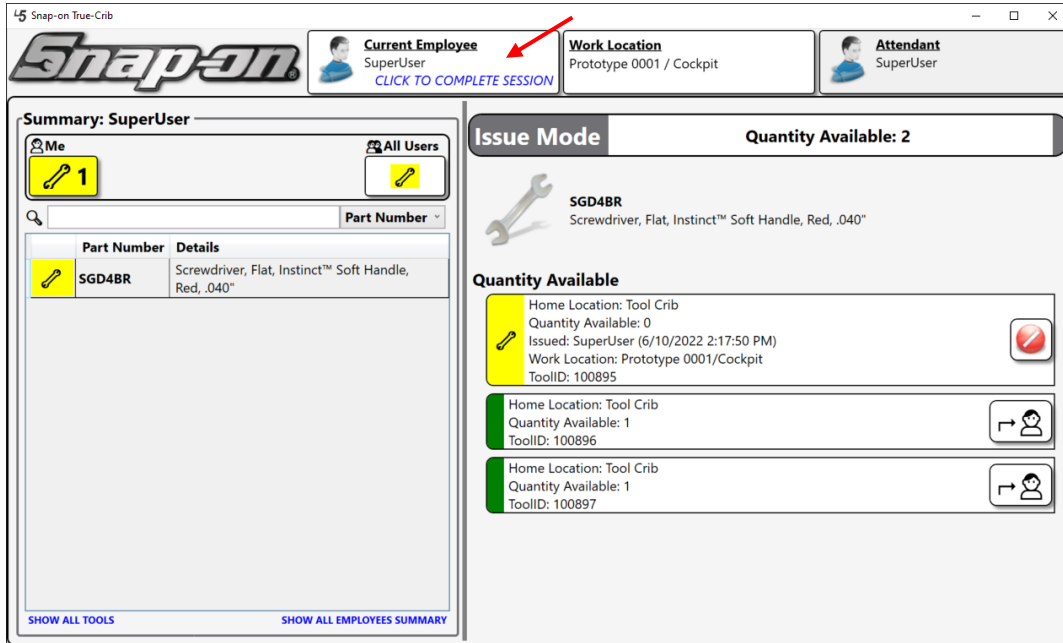 Snap-on True-Crib
Snap-on
Current Employee
SuperUser
CLICK TO COMPLETE SESSION
Work Location
Prototype 0001 / Cockpit
Attendant
SuperUser
Summary: SuperUser
Me
All Users
1
Part Number
Part Number Details
SGD4BR
Screwdriver, Flat, Instinct™ Soft Handle,
Red, .040"
SHOW ALL TOOLS
SHOW ALL EMPLOYEES SUMMARY
Issue Mode
Quantity Available: 2
SGD4BR
Screwdriver, Flat, Instinct™ Soft Handle, Red, .040"
Quantity Available
Home Location: Tool Crib
Quantity Available: 0
Issued: SuperUser (6/10/2022 2:17:50 PM)
Work Location: Prototype 0001/Cockpit
ToolID: 100895
Home Location: Tool Crib
Quantity Available: 1
ToolID: 100896
Home Location: Tool Crib
Quantity Available: 1
ToolID: 100897